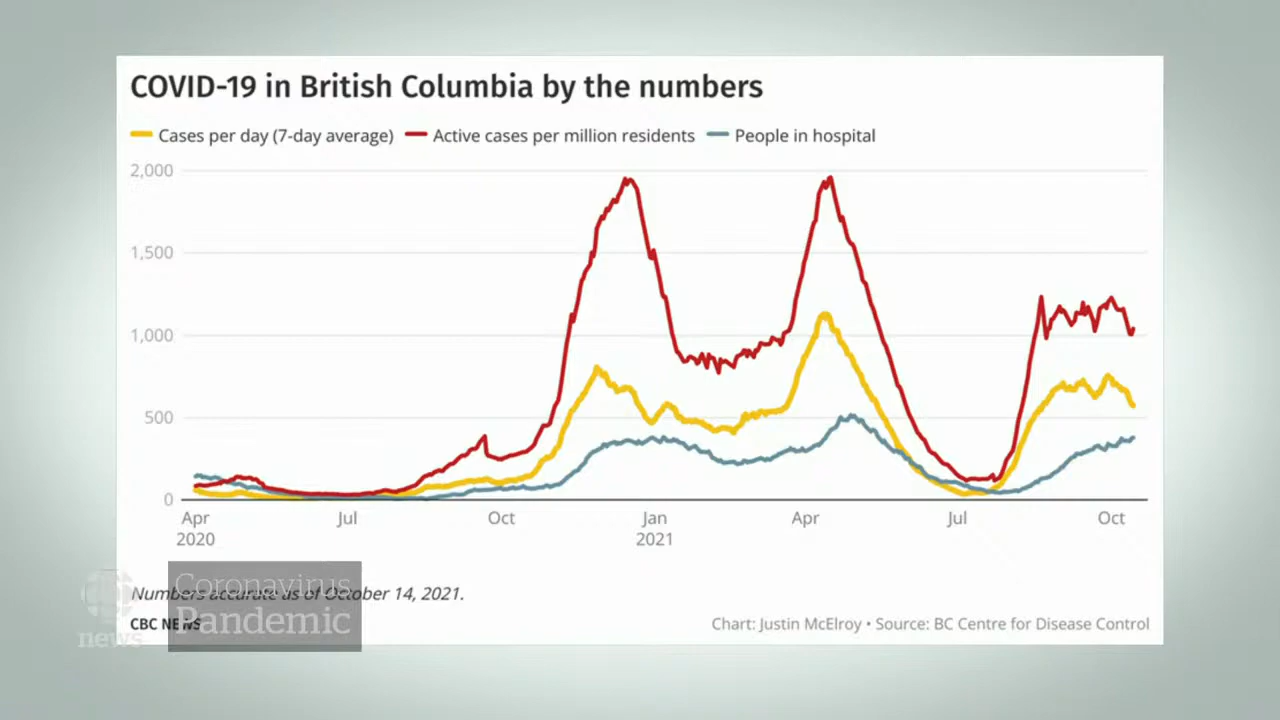 COVID-19 in British Columbia by the numbers
Cases per day (7-day average) Active cases per million residents People in hospital
2,000
1,500
1,000
500
0
Apr Jul Oct Jan Apr Jul Oct
2020 2021
Numbers accurate as of October 14, 2021.
Coronavirus
Pandemic
CBC NEWS
Chart: Justin McElroy • Source: BC Centre for Disease Control
news